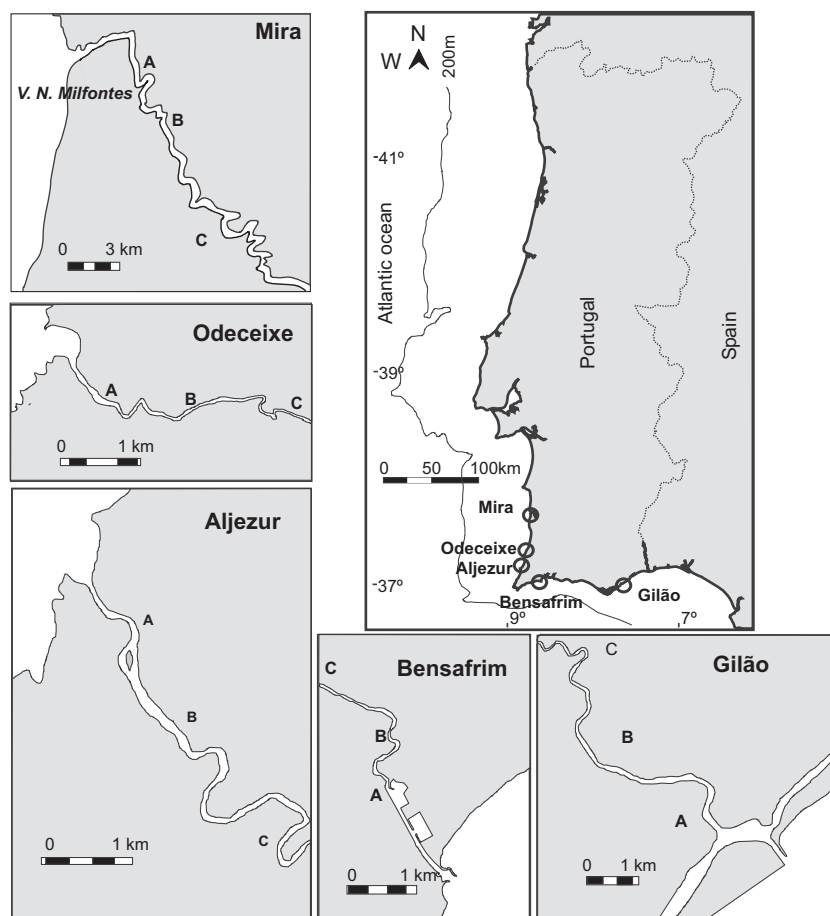 Mira
A
V. N. Milfontes
B
C
0 3 km
Odeceixe
A
B
C
0 1 km
Aljezur
A
B
C
0 1 km
N
W
200m
-41º
Atlantic ocean
Portugal
Spain
-39º
0 50 100km
Mira
Odeceixe
Aljezur
-37º
Bensafrim
Gilão
9º
7º
C
Bensafrim
B
A
0 1 km
C
Gilão
B
A
0 1 km